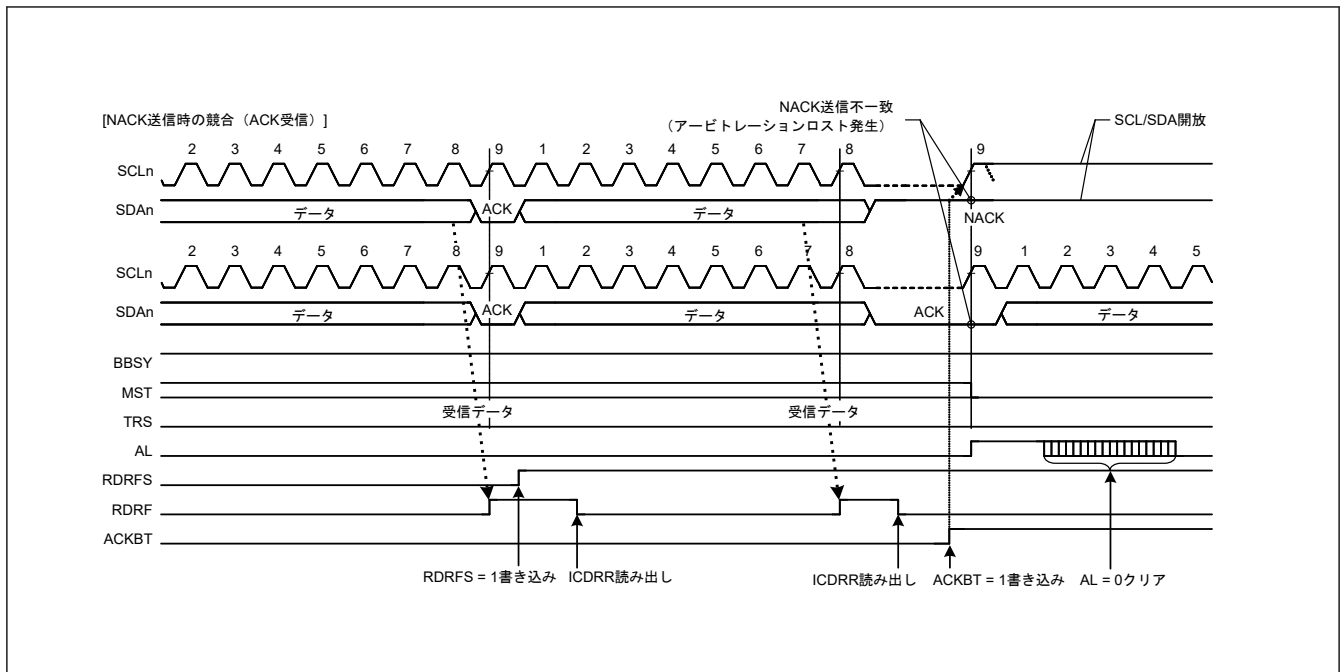 NACK送信不一致
（アービトレーションロスト発生）
[NACK送信時の競合（ACK受信）]
SCL/SDA開放
2 3 4 5 6 7 8 9 1 2 3 4 5 6 7 8 9
SCLn
SDAn データ ACK データ NACK
2 3 4 5 6 7 8 9 1 2 3 4 5 6 7 8 9 1 2 3 4 5
SCLn
SDAn データ ACK データ ACK データ
BBSY
MST
受信データ 受信データ
TRS
AL
RDRFS
RDRF
ACKBT
RDRFS = 1書き込み ICDRR読み出し ICDRR読み出し ACKBT = 1書き込み AL = 0クリア